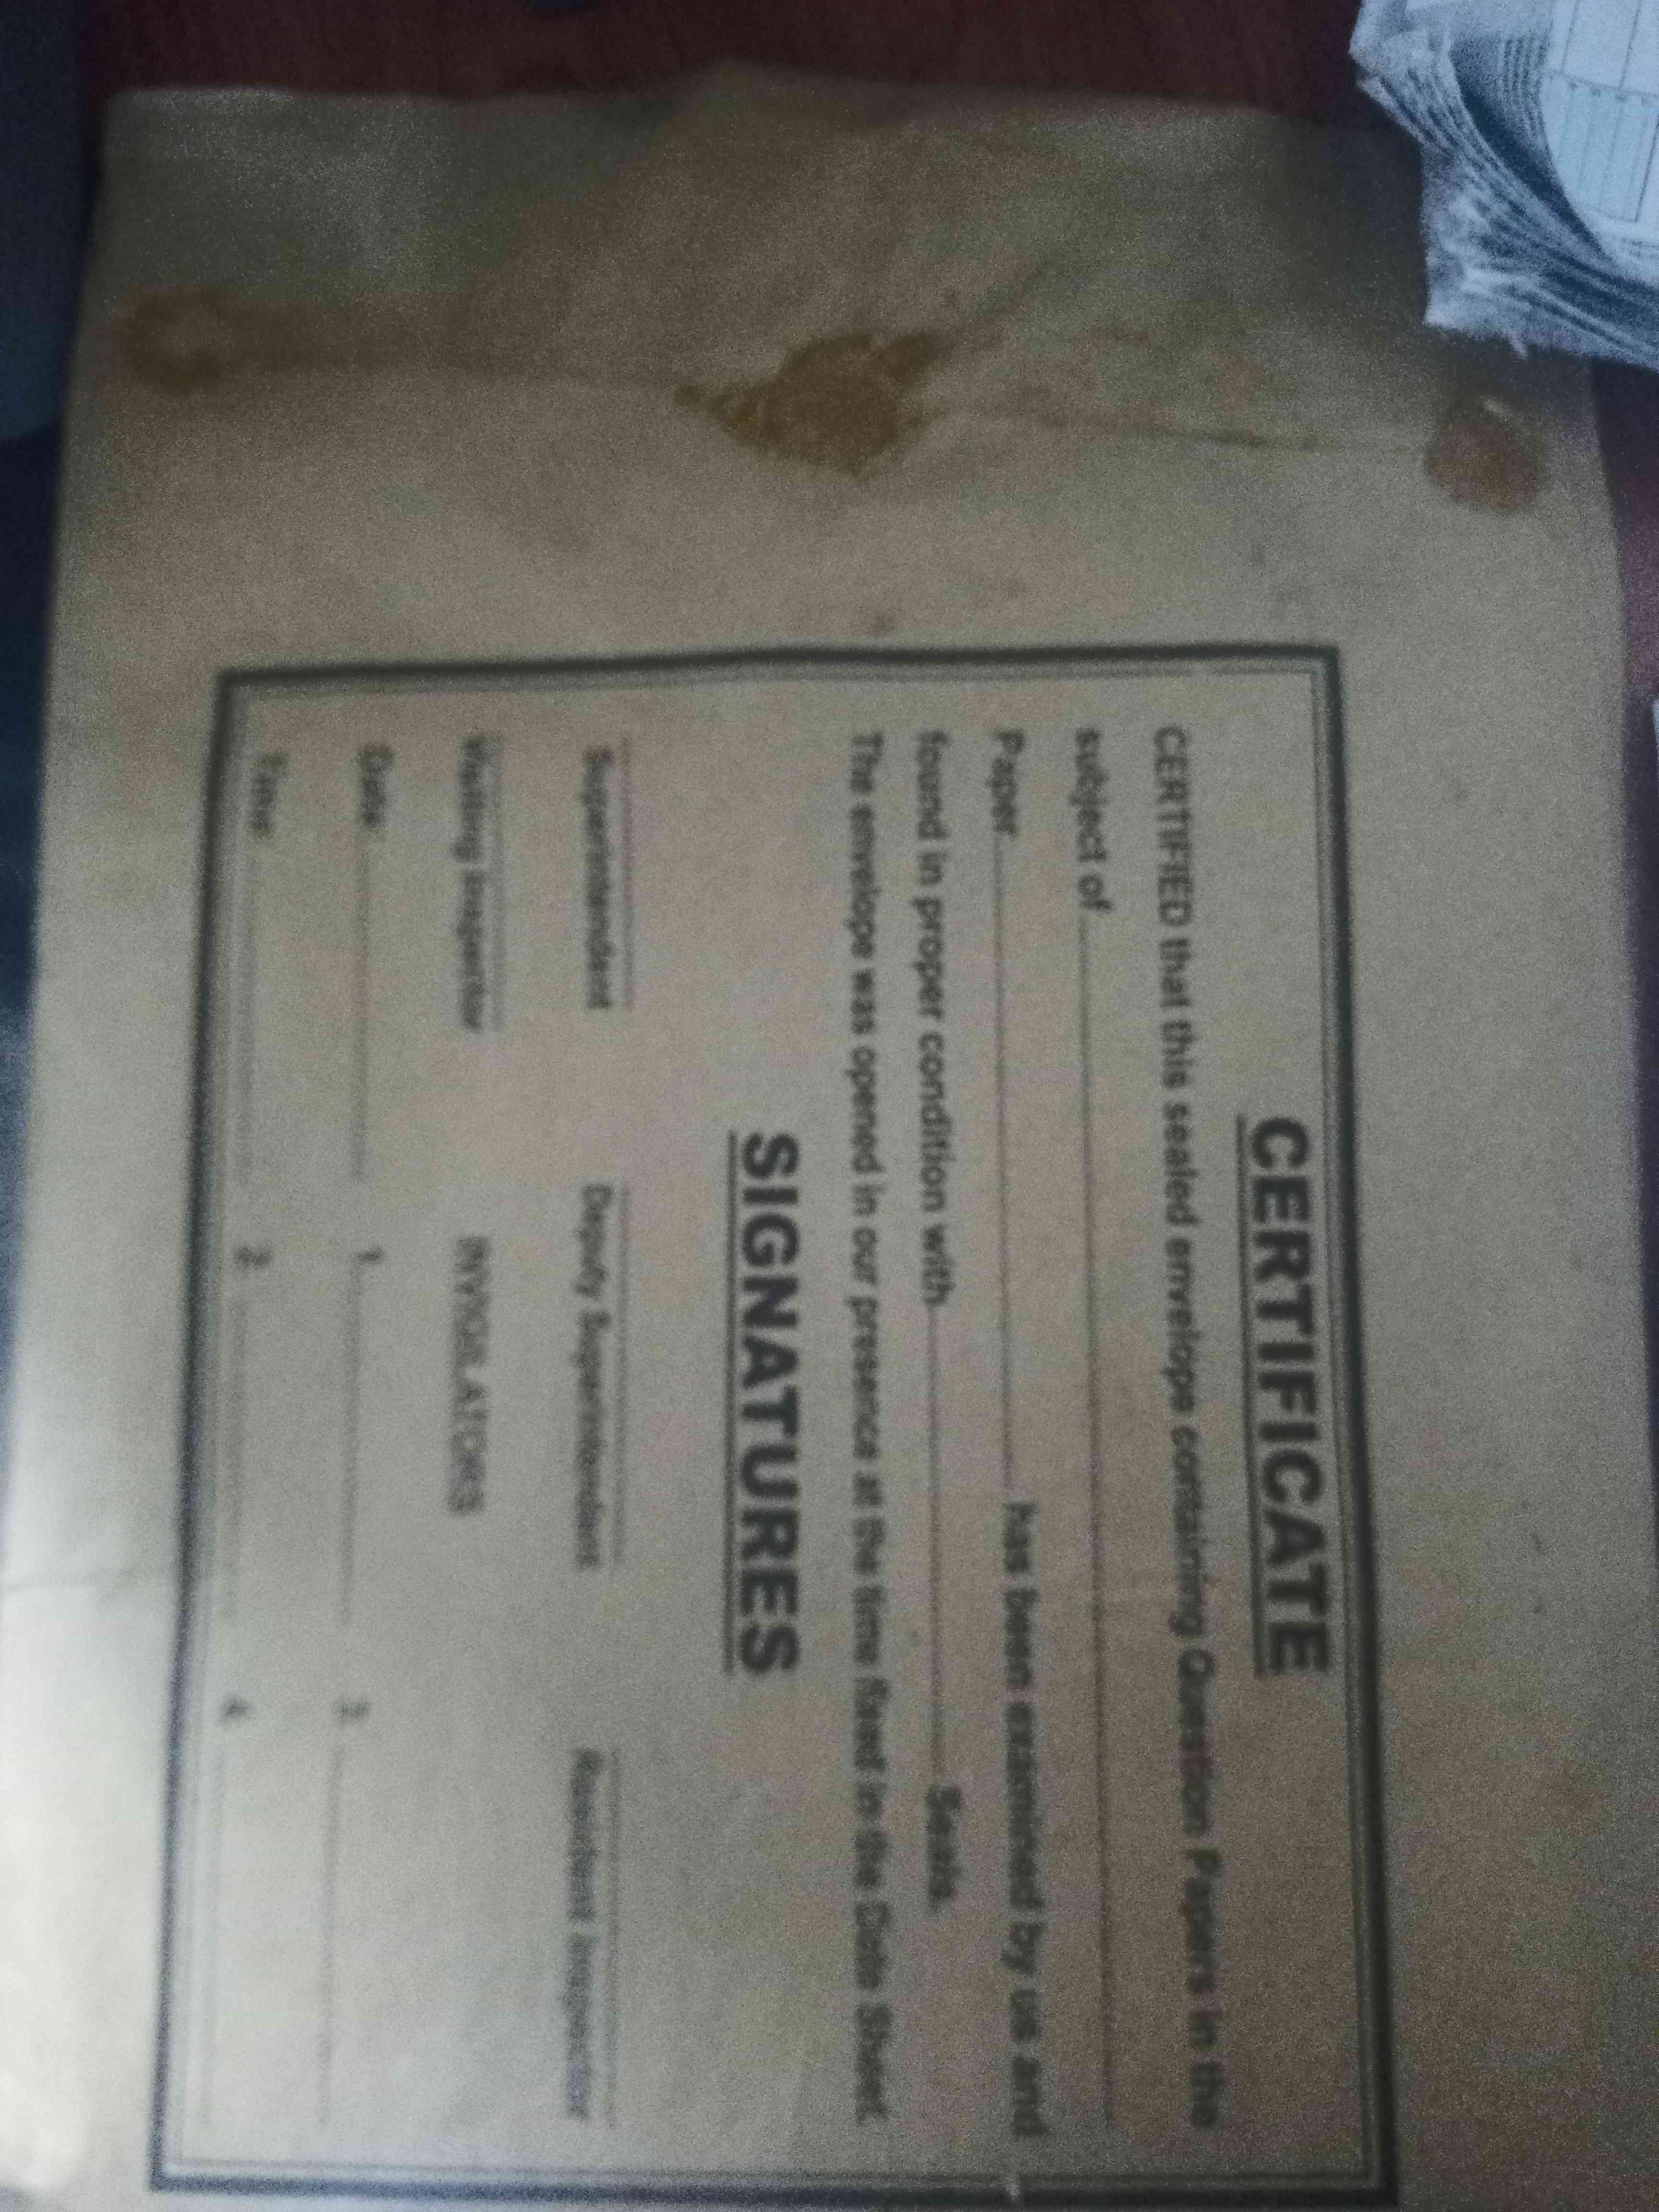 CERTIFICATE
CERTIFIED that this sealed envelope containing Question Papers in the
subject of
Paper has been examined by us and
found in proper condition with Seals.
The envelope was opened in our presence at the time fixed in the Date Sheet.
SIGNATURES
Superintendent Deputy Superintendent Resident Inspector
Visiting Inspector INVIGILATORS
Date 1 3
Time 2 4